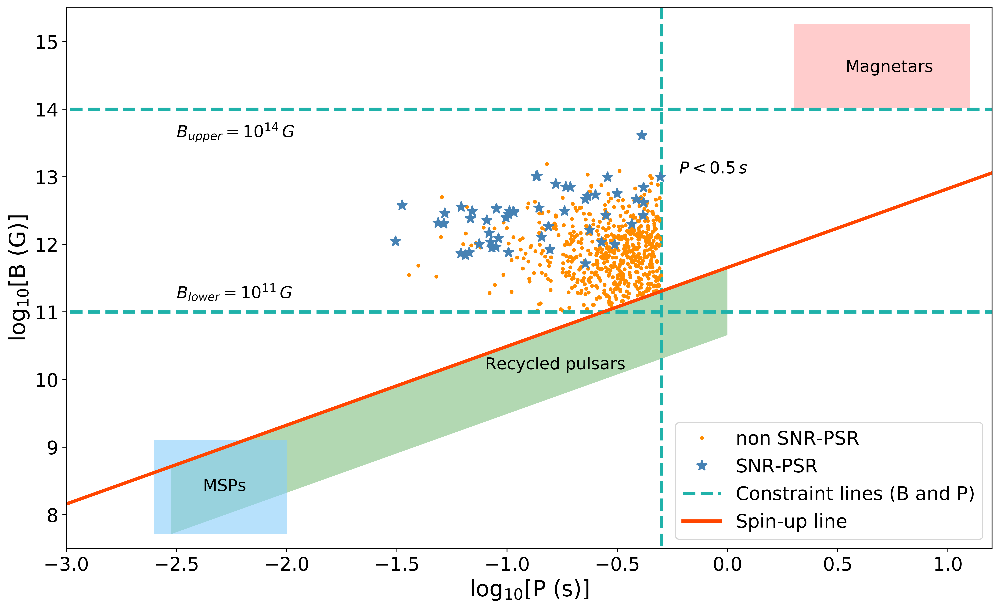 15
Magnetars
14
B_upper = 10^14 G
13
P < 0.5 s
12
B_lower = 10^11 G
11
Recycled pulsars
10
9
MSPs
8
log10[B (G)]
non SNR-PSR
SNR-PSR
Constraint lines (B and P)
Spin-up line
−3.0 −2.5 −2.0 −1.5 −1.0 −0.5 0.0 0.5 1.0
log10[P (s)]